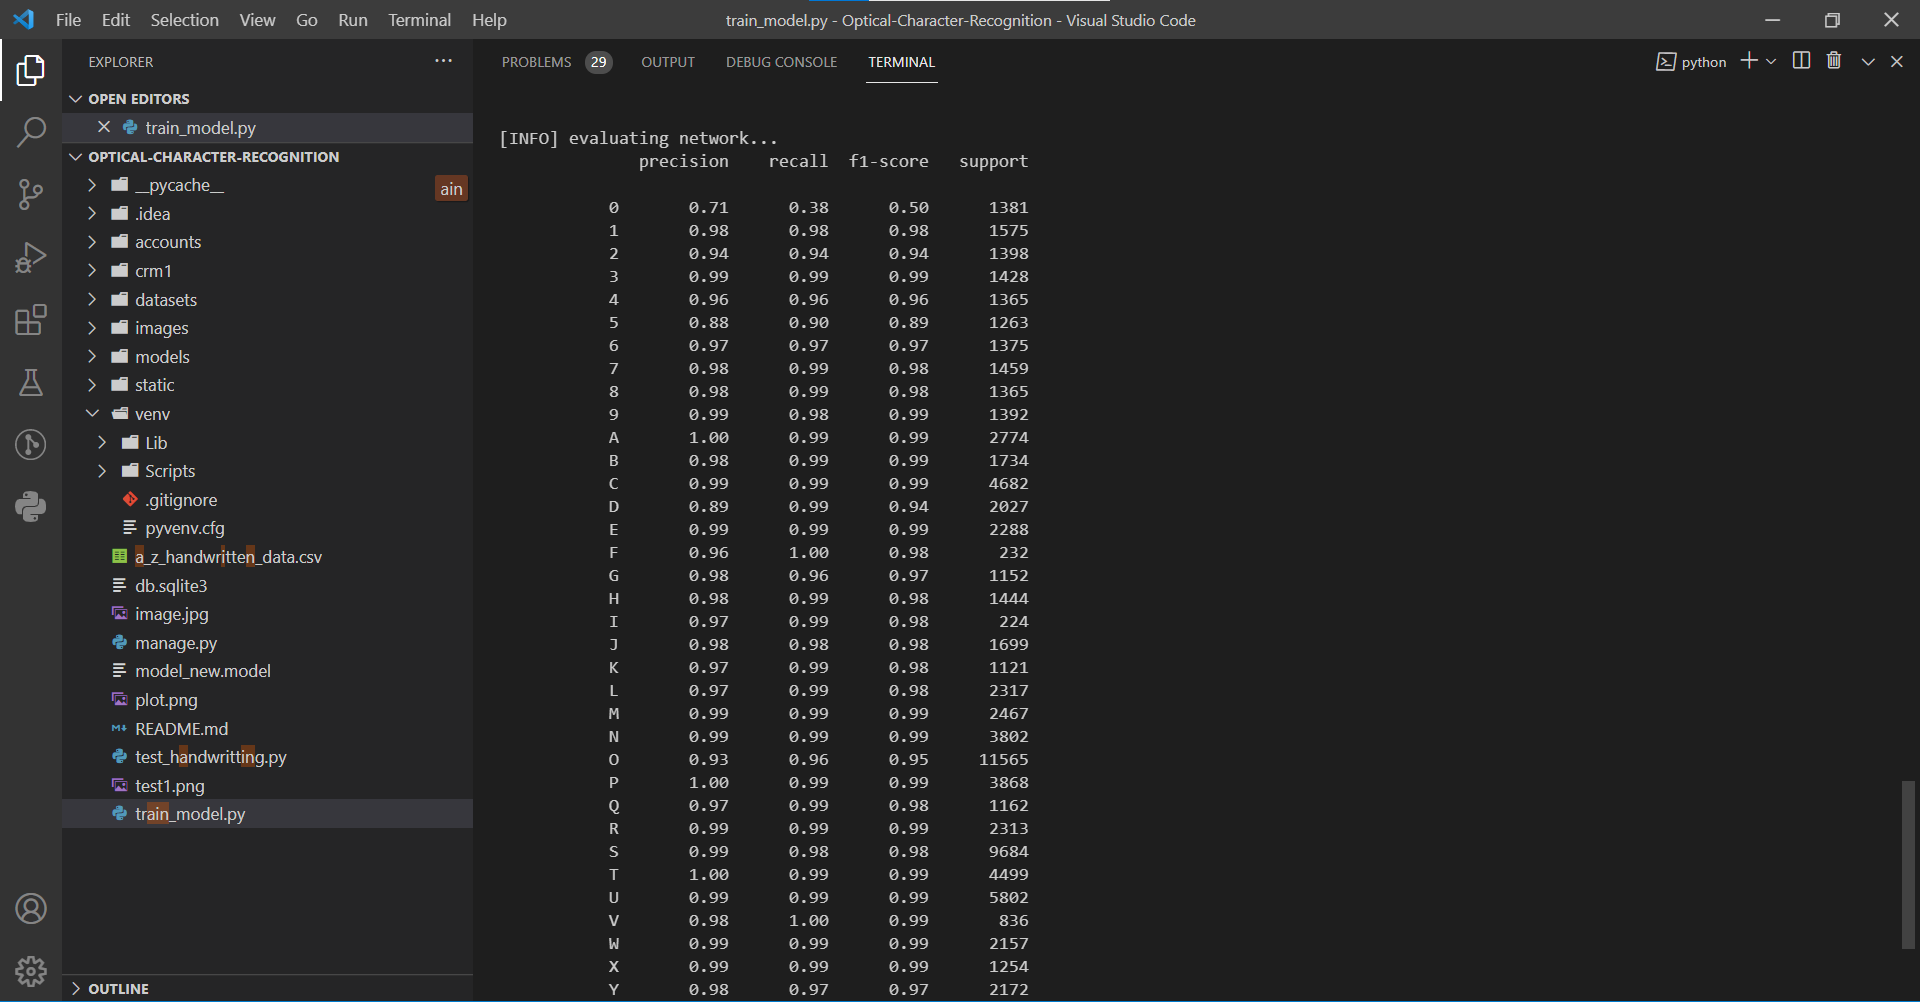 File Edit Selection View Go Run Terminal Help
train_model.py - Optical-Character-Recognition - Visual Studio Code
EXPLORER
OPEN EDITORS
train_model.py
OPTICAL-CHARACTER-RECOGNITION
__pycache__
ain
.idea
accounts
crm1
datasets
images
models
static
venv
Lib
Scripts
.gitignore
pyvenv.cfg
a_z_handwritten_data.csv
db.sqlite3
image.jpg
manage.py
model_new.model
plot.png
README.md
test_handwritting.py
test1.png
train_model.py
OUTLINE
PROBLEMS 29 OUTPUT DEBUG CONSOLE TERMINAL
python
[INFO] evaluating network...
precision recall f1-score support
0 0.71 0.38 0.50 1381
1 0.98 0.98 0.98 1575
2 0.94 0.94 0.94 1398
3 0.99 0.99 0.99 1428
4 0.96 0.96 0.96 1365
5 0.88 0.90 0.89 1263
6 0.97 0.97 0.97 1375
7 0.98 0.99 0.98 1459
8 0.98 0.99 0.98 1365
9 0.99 0.98 0.99 1392
A 1.00 0.99 0.99 2774
B 0.98 0.99 0.99 1734
C 0.99 0.99 0.99 4682
D 0.89 0.99 0.94 2027
E 0.99 0.99 0.99 2288
F 0.96 1.00 0.98 232
G 0.98 0.96 0.97 1152
H 0.98 0.99 0.98 1444
I 0.97 0.99 0.98 224
J 0.98 0.98 0.98 1699
K 0.97 0.99 0.98 1121
L 0.97 0.99 0.98 2317
M 0.99 0.99 0.99 2467
N 0.99 0.99 0.99 3802
O 0.93 0.96 0.95 11565
P 1.00 0.99 0.99 3868
Q 0.97 0.99 0.98 1162
R 0.99 0.99 0.99 2313
S 0.99 0.98 0.98 9684
T 1.00 0.99 0.99 4499
U 0.99 0.99 0.99 5802
V 0.98 1.00 0.99 836
W 0.99 0.99 0.99 2157
X 0.99 0.99 0.99 1254
Y 0.98 0.97 0.97 2172